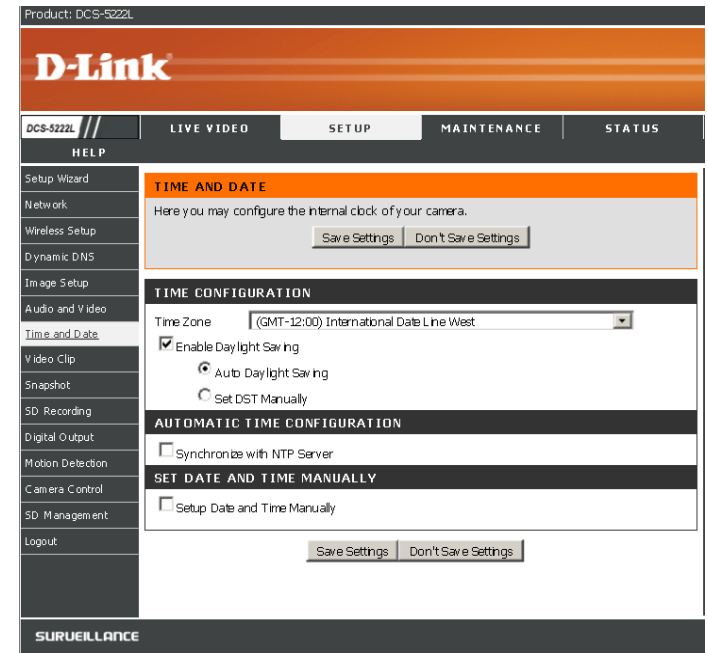 Product: DCS-5222L
D-Link
DCS-5222L
LIVE VIDEO
SETUP
MAINTENANCE
STATUS
HELP
Setup Wizard
Network
Wireless Setup
Dynamic DNS
Image Setup
Audio and Video
Time and Date
Video Clip
Snapshot
SD Recording
Digital Output
Motion Detection
Camera Control
SD Management
Logout
TIME AND DATE
Here you may configure the internal clock of your camera.
Save Settings Don't Save Settings
TIME CONFIGURATION
Time Zone (GMT-12:00) International Date Line West
Enable Daylight Saving
Auto Daylight Saving
Set DST Manually
AUTOMATIC TIME CONFIGURATION
Synchronize with NTP Server
SET DATE AND TIME MANUALLY
Setup Date and Time Manually
Save Settings Don't Save Settings
SURVEILLANCE